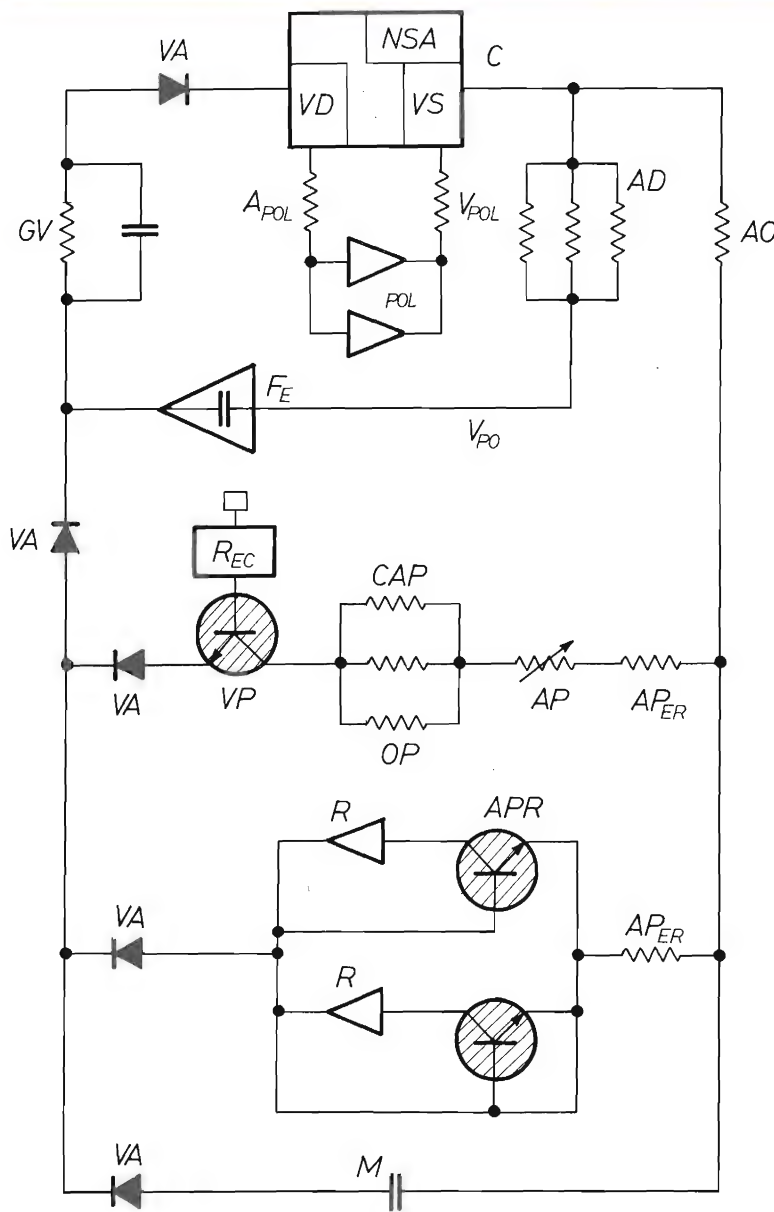 VA
NSA
C
VD
VS
GV
A_POL
V_POL
AD
AO
POL
F_E
V_PO
VA
R_EC
CAP
VA
VP
OP
AP
AP_ER
R
APR
VA
R
AP_ER
VA
M